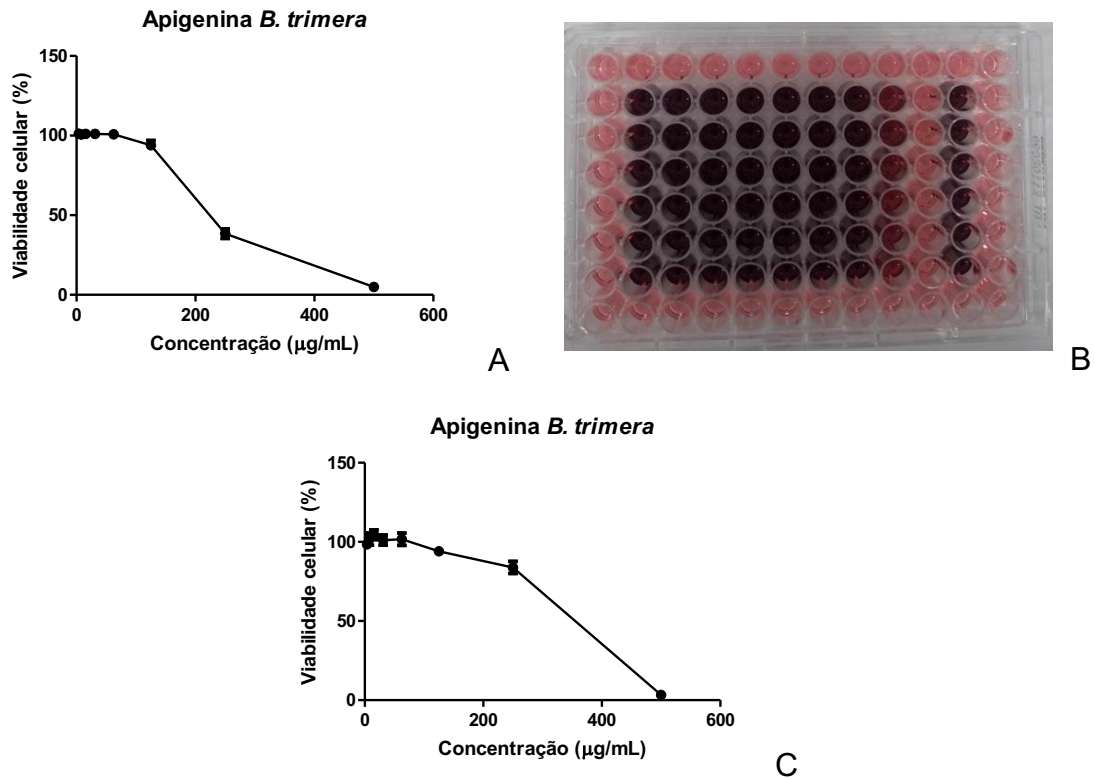 Apigenina B. trimera
150
100
50
0
Viabilidade celular (%)
0 200 400 600
Concentração (µg/mL)
A
B
Apigenina B. trimera
150
100
50
0
Viabilidade celular (%)
0 200 400 600
Concentração (µg/mL)
C